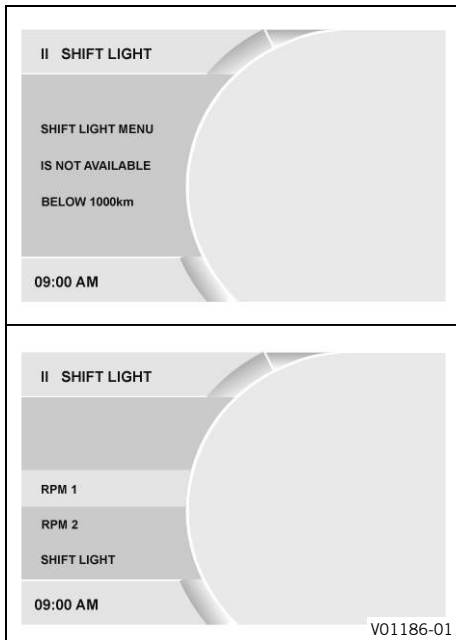 II SHIFT LIGHT
SHIFT LIGHT MENU
IS NOT AVAILABLE
BELOW 1000km
09:00 AM
II SHIFT LIGHT
RPM 1
RPM 2
SHIFT LIGHT
09:00 AM
V01186-01